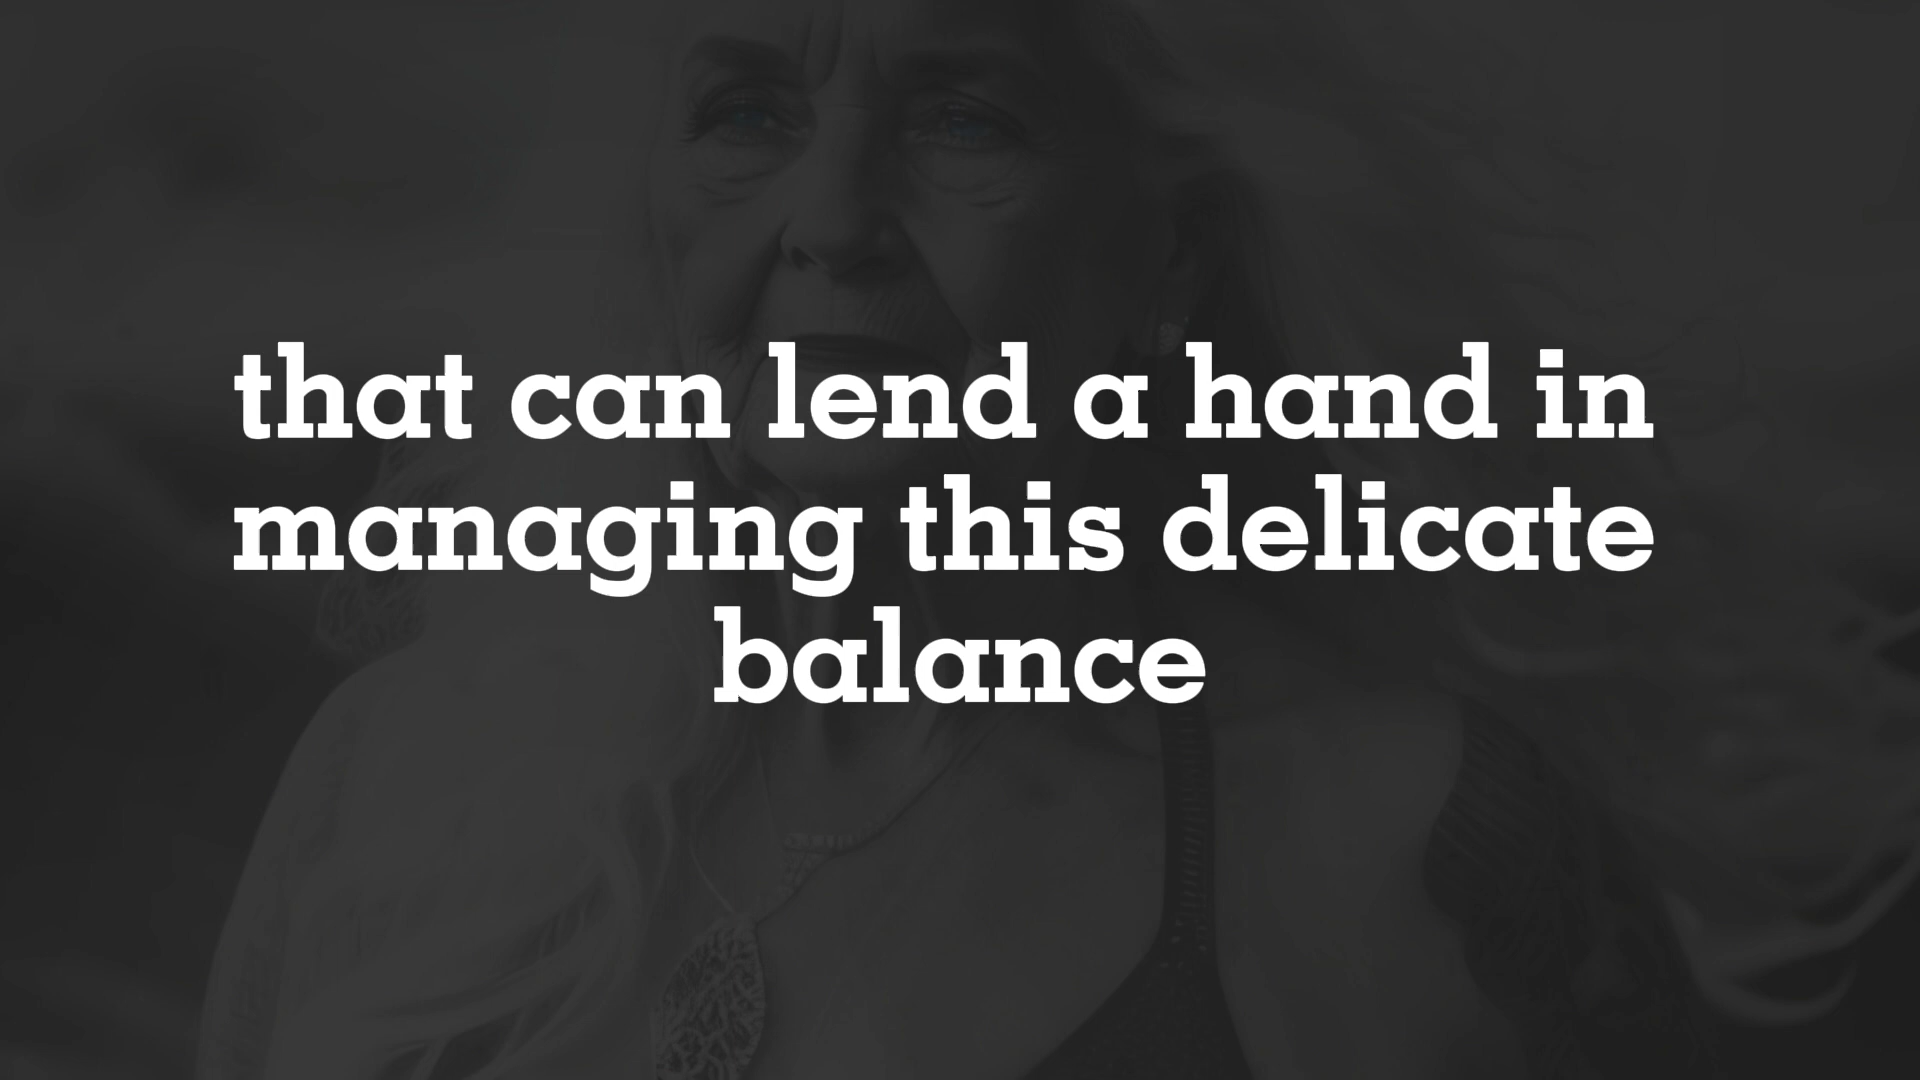 that can lend a hand in
managing this delicate
balance